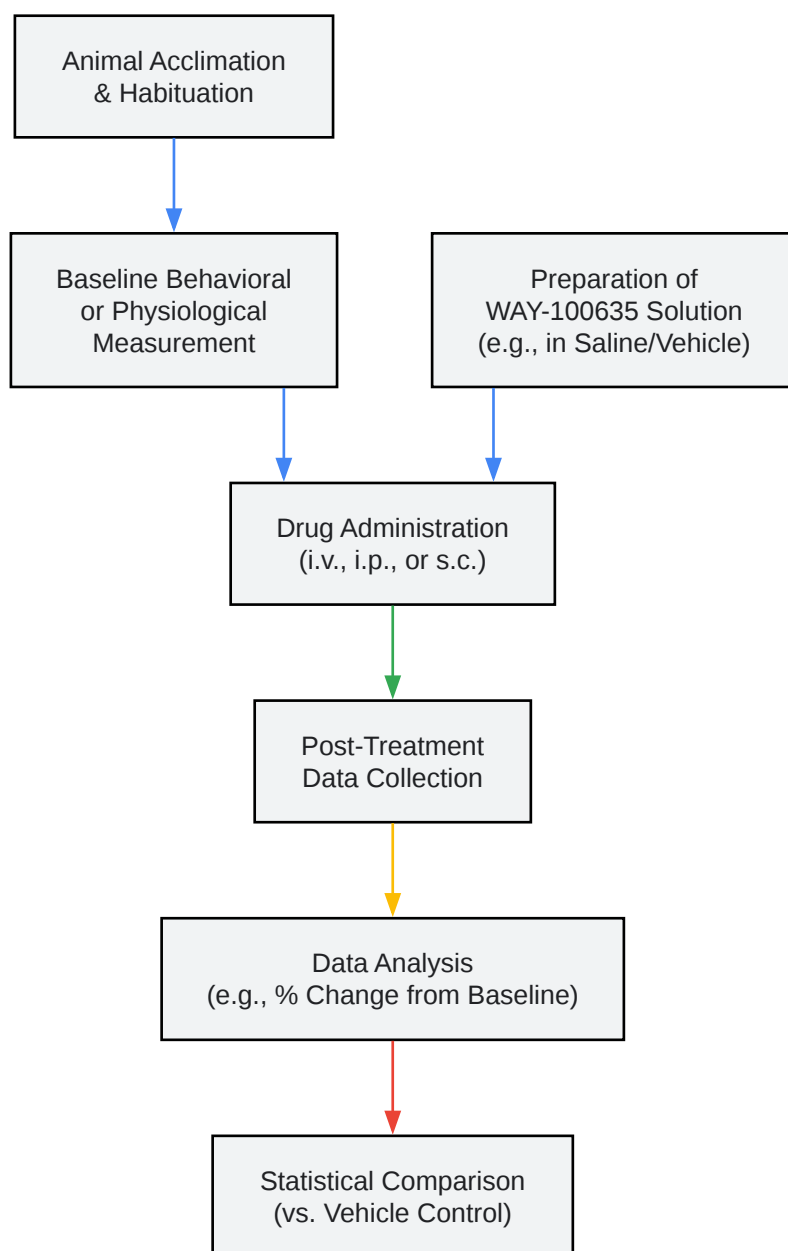 Animal Acclimation
& Habituation
Baseline Behavioral
or Physiological
Measurement
Preparation of
WAY-100635 Solution
(e.g., in Saline/Vehicle)
Drug Administration
(i.v., i.p., or s.c.)
Post-Treatment
Data Collection
Data Analysis
(e.g., % Change from Baseline)
Statistical Comparison
(vs. Vehicle Control)